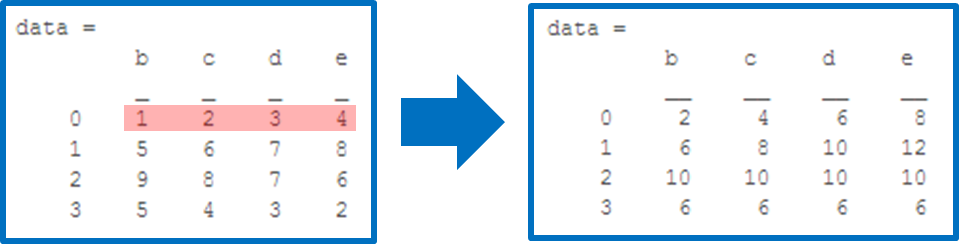 data =
b c d e
0 1 2 3 4
1 5 6 7 8
2 9 8 7 6
3 5 4 3 2
data =
b c d e
0 2 4 6 8
1 6 8 10 12
2 10 10 10 10
3 6 6 6 6